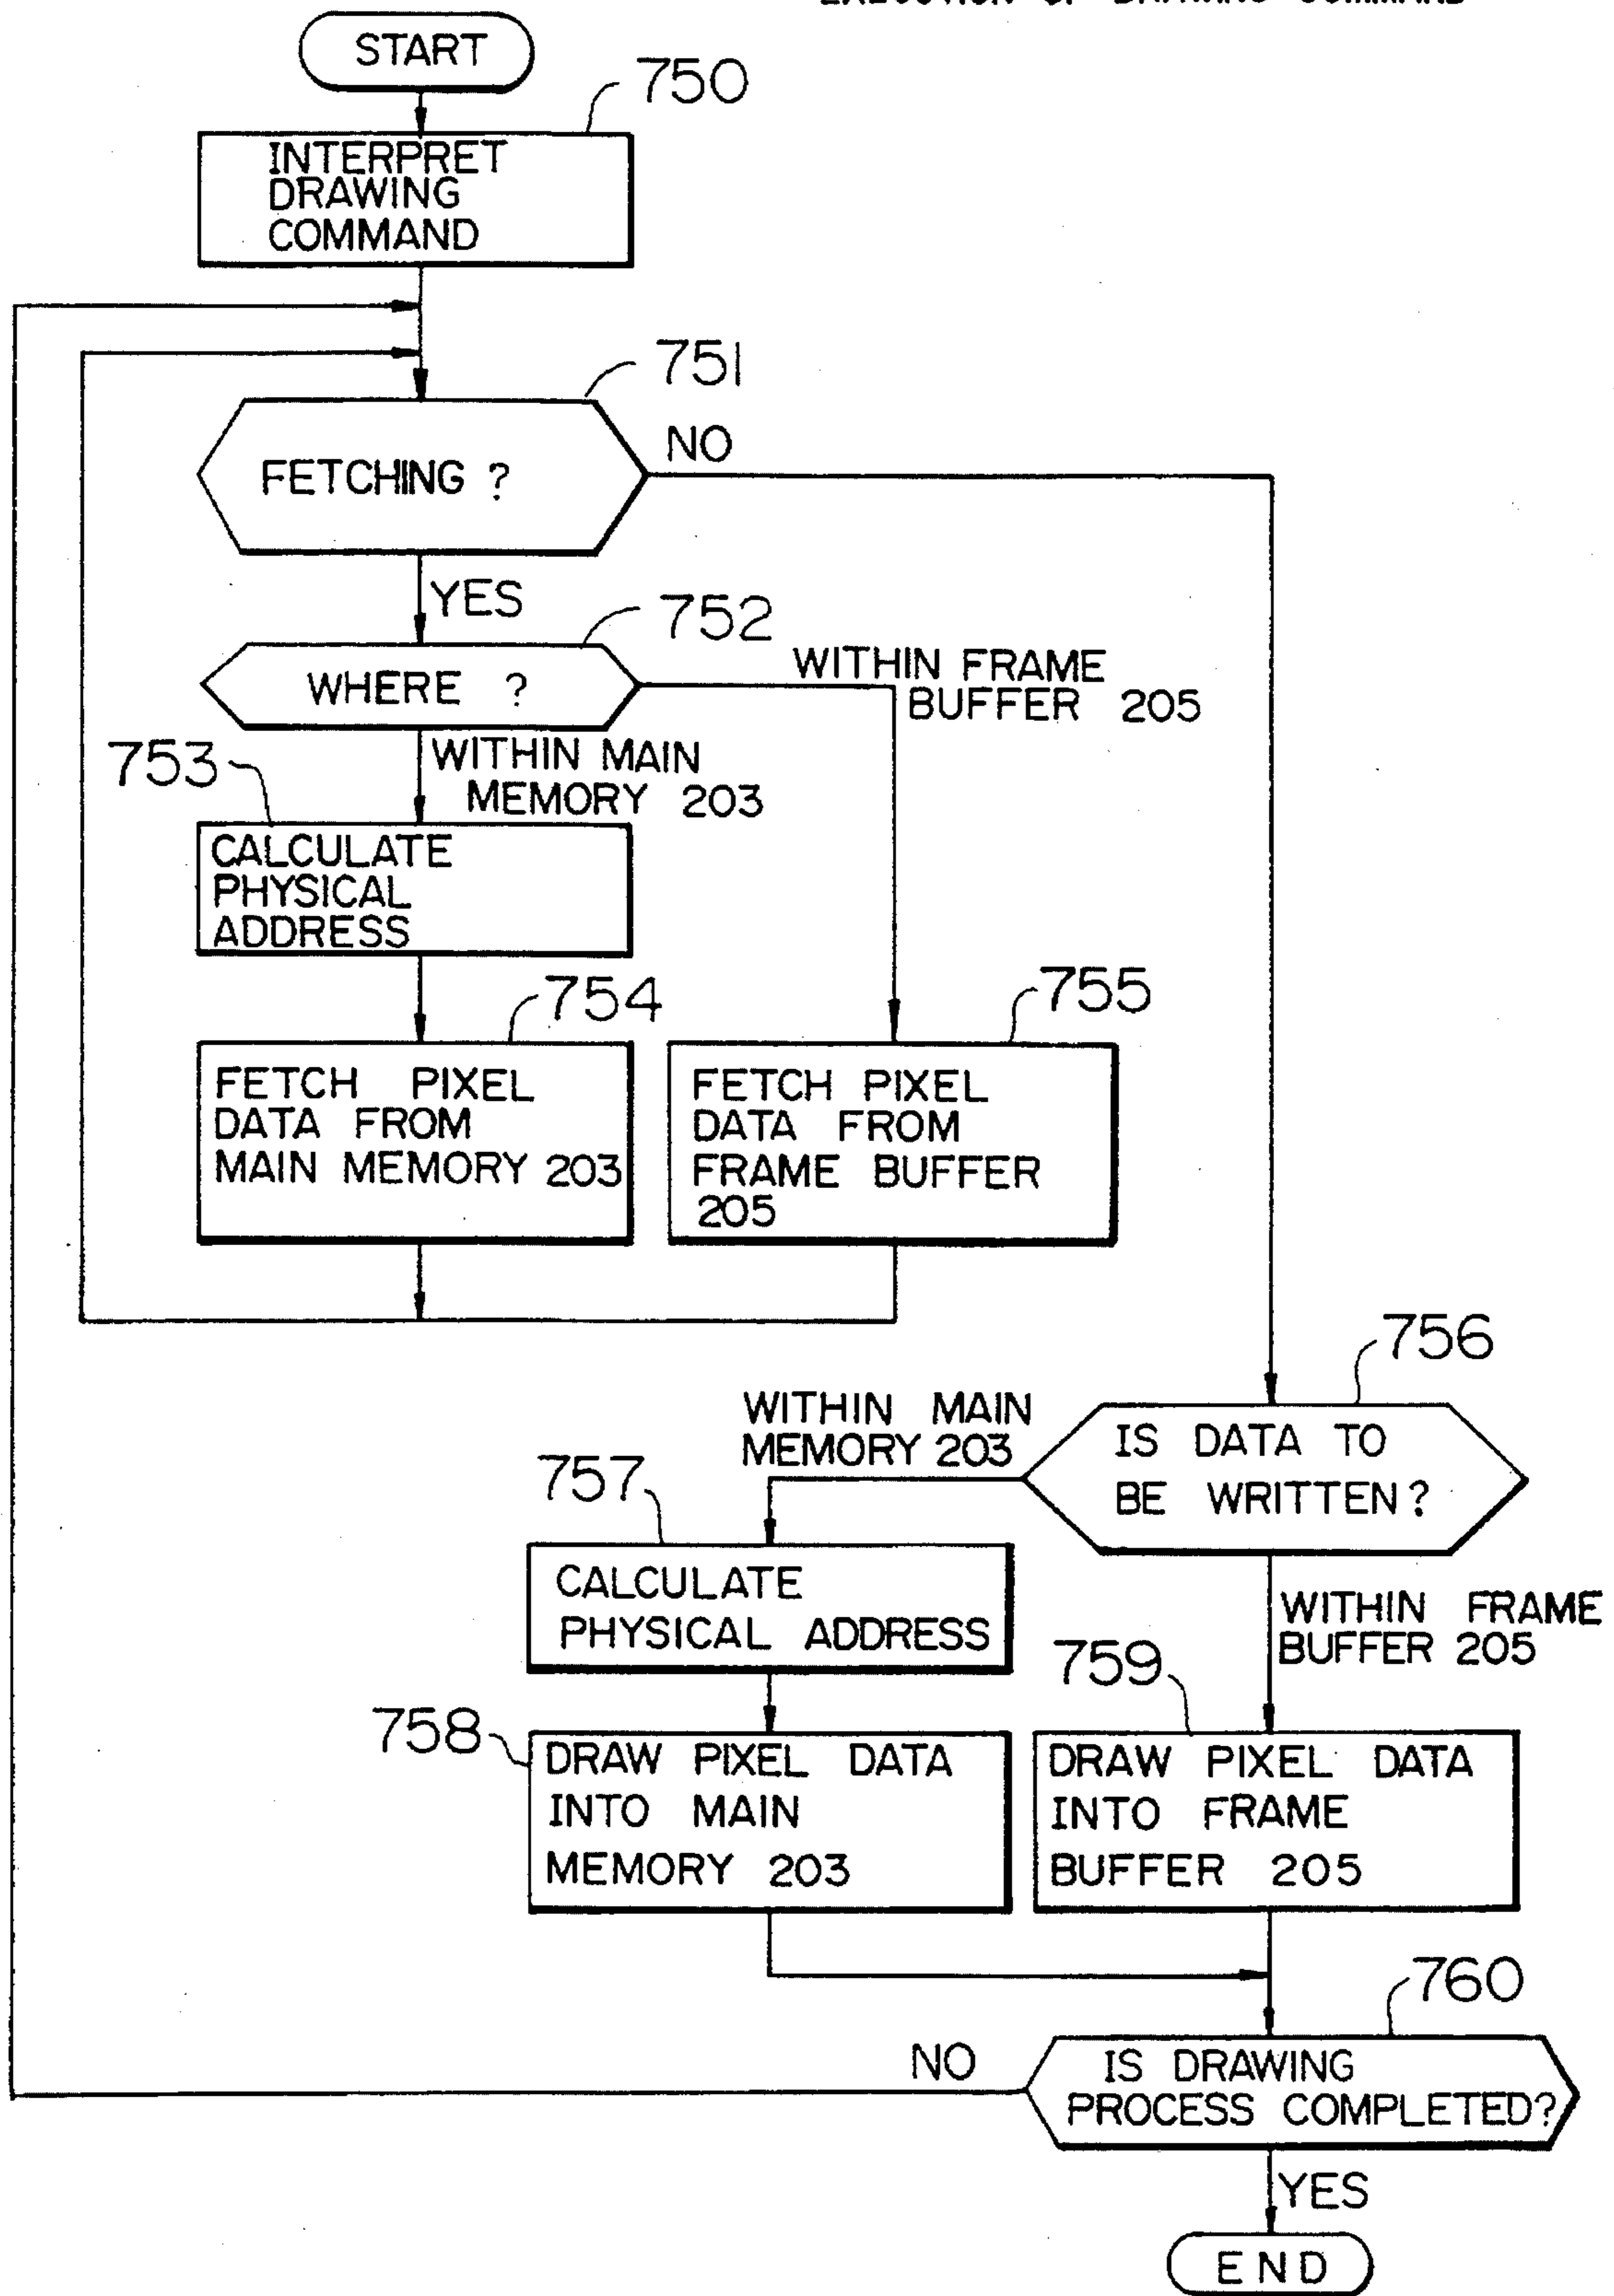 START
750
INTERPRET
DRAWING
COMMAND
751
FETCHING ?
NO
YES
752
WHERE ?
WITHIN FRAME
BUFFER 205
753
WITHIN MAIN
MEMORY 203
CALCULATE
PHYSICAL
ADDRESS
754
755
FETCH PIXEL
DATA FROM
MAIN MEMORY 203
FETCH PIXEL
DATA FROM
FRAME BUFFER
205
756
WITHIN MAIN
MEMORY 203
IS DATA TO
BE WRITTEN?
757
CALCULATE
PHYSICAL ADDRESS
WITHIN FRAME
BUFFER 205
759
758
DRAW PIXEL DATA
INTO MAIN
MEMORY 203
DRAW PIXEL DATA
INTO FRAME
BUFFER 205
760
NO
IS DRAWING
PROCESS COMPLETED?
YES
END